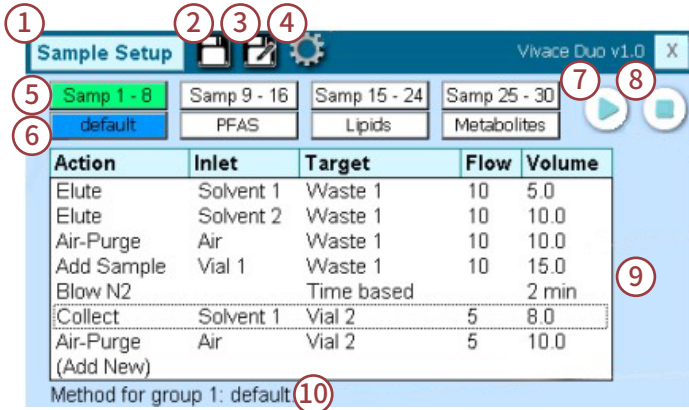 1 2 3 4
Sample Setup Vivace Duo v1.0 X
5 Samp 1 - 8 Samp 9 - 16 Samp 15 - 24 Samp 25 - 30 7 8
6 default PFAS Lipids Metabolites
Action Inlet Target Flow Volume
Elute Solvent 1 Waste 1 10 5.0
Elute Solvent 2 Waste 1 10 10.0
Air-Purge Air Waste 1 10 10.0
Add Sample Vial 1 Waste 1 10 15.0
9
Blow N2 Time based 2 min
Collect Solvent 1 Vial 2 5 8.0
Air-Purge Air Vial 2 5 10.0
(Add New)
Method for group 1: default. 10